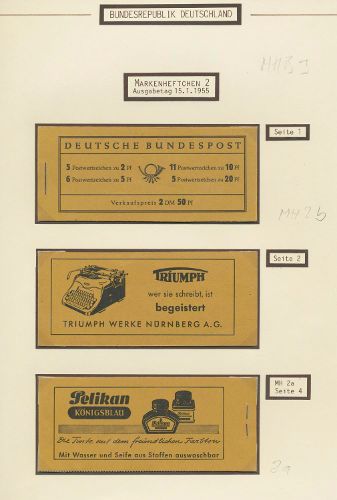 BUNDESREPUBLIK DEUTSCHLAND
MARKENHEFTCHEN 2
Ausgabetag 15.1.1955
Seite 1
DEUTSCHE BUNDESPOST
5 Postwertzeichen zu 2 Pf 11 Postwertzeichen zu 10 Pf
6 Postwertzeichen zu 5 Pf 5 Postwertzeichen zu 20 Pf
Verkaufspreis 2 DM 50 Pf
MH 2b
Seite 2
TRIUMPH
wer sie schreibt, ist
begeistert
TRIUMPH WERKE NÜRNBERG A.G.
MH 2a
Seite 4
Pelikan
KÖNIGSBLAU
Die Tinte mit dem freundlichen Farbton
Mit Wasser und Seife aus Stoffen auswaschbar